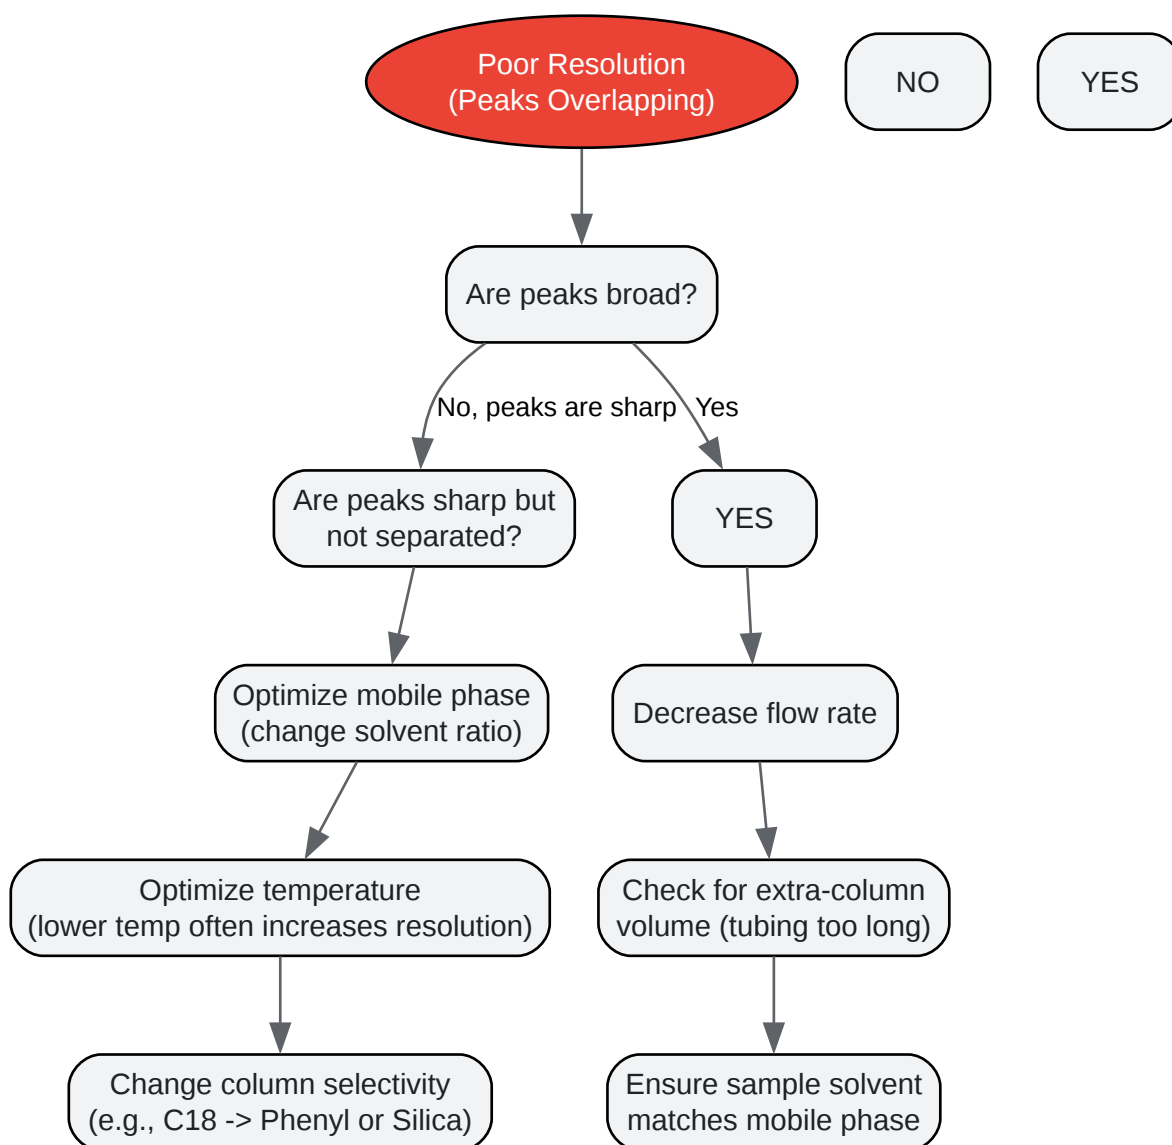 Poor Resolution
(Peaks Overlapping)
NO
YES
Are peaks broad?
No, peaks are sharp
Yes
Are peaks sharp but
not separated?
YES
Optimize mobile phase
(change solvent ratio)
Decrease flow rate
Optimize temperature
(lower temp often increases resolution)
Check for extra-column
volume (tubing too long)
Change column selectivity
(e.g., C18 -> Phenyl or Silica)
Ensure sample solvent
matches mobile phase